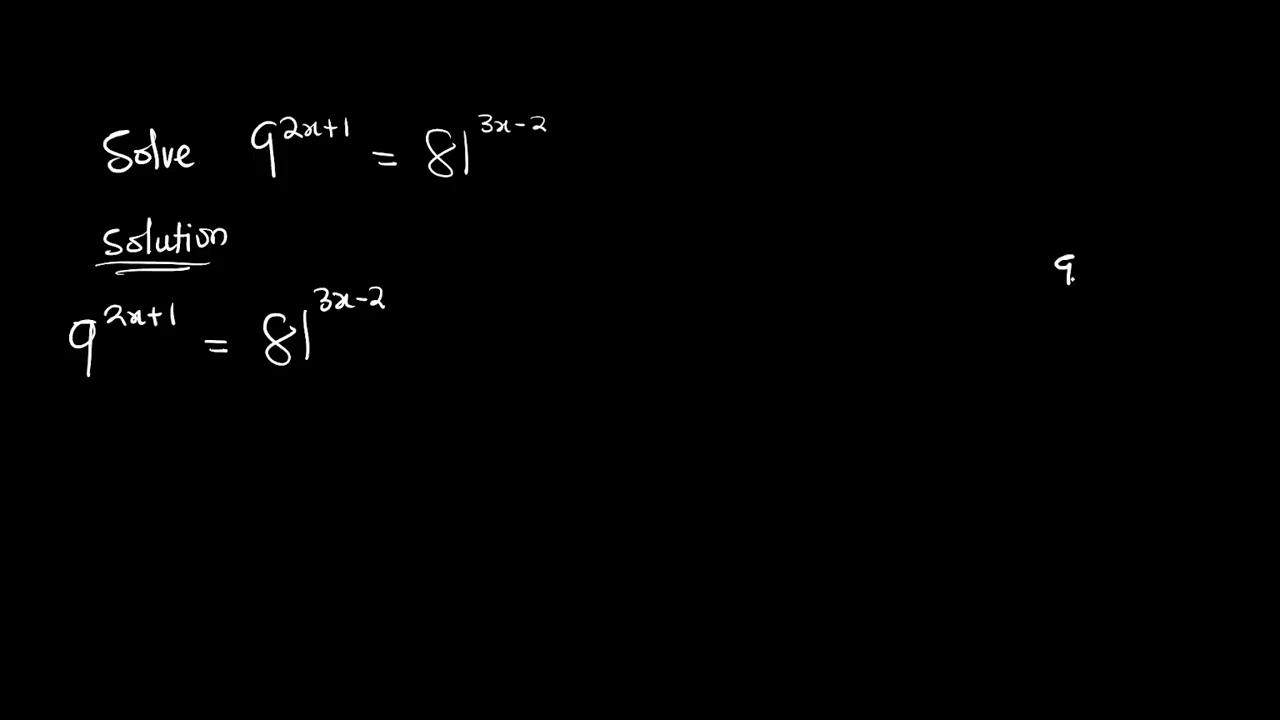 Solve 9^{2x+1} = 81^{3x-2}
Solution
9
9^{2x+1} = 81^{3x-2}